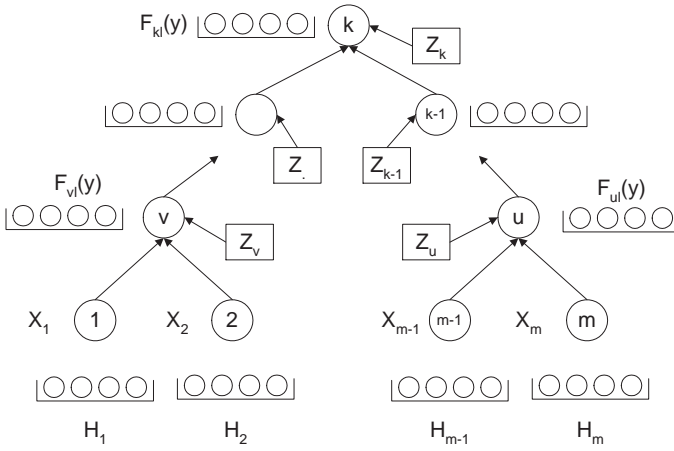 F_kl(y) k Z_k
k-1
Z_. Z_k-1
F_vl(y) F_ul(y)
v u
Z_v Z_u
X_1 1 X_2 2 X_m-1 m-1 X_m m
H_1 H_2 H_m-1 H_m